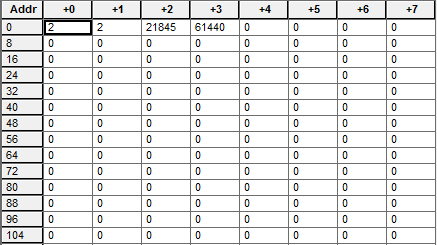 Addr +0 +1 +2 +3 +4 +5 +6 +7
0 2 2 21845 61440 0 0 0 0
8 0 0 0 0 0 0 0 0
16 0 0 0 0 0 0 0 0
24 0 0 0 0 0 0 0 0
32 0 0 0 0 0 0 0 0
40 0 0 0 0 0 0 0 0
48 0 0 0 0 0 0 0 0
56 0 0 0 0 0 0 0 0
64 0 0 0 0 0 0 0 0
72 0 0 0 0 0 0 0 0
80 0 0 0 0 0 0 0 0
88 0 0 0 0 0 0 0 0
96 0 0 0 0 0 0 0 0
104 0 0 0 0 0 0 0 0